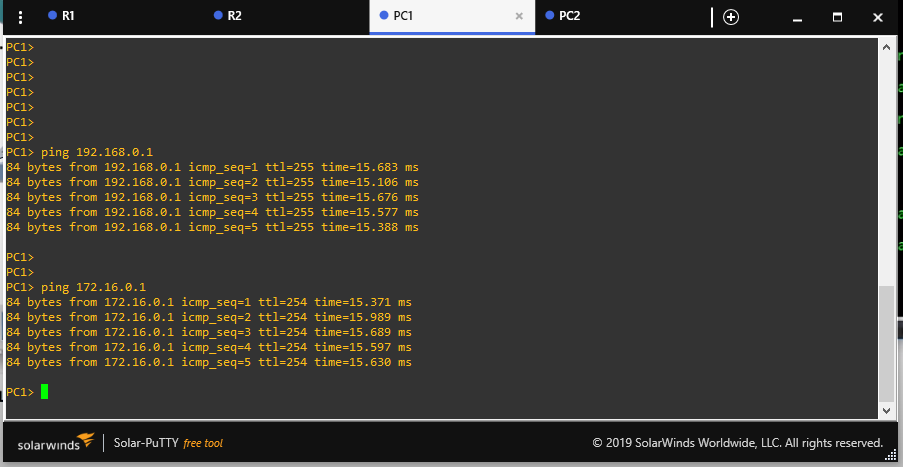 R1 R2 PC1 × PC2
PC1>
PC1>
PC1>
PC1>
PC1>
PC1>
PC1>
PC1> ping 192.168.0.1
84 bytes from 192.168.0.1 icmp_seq=1 ttl=255 time=15.683 ms
84 bytes from 192.168.0.1 icmp_seq=2 ttl=255 time=15.106 ms
84 bytes from 192.168.0.1 icmp_seq=3 ttl=255 time=15.676 ms
84 bytes from 192.168.0.1 icmp_seq=4 ttl=255 time=15.577 ms
84 bytes from 192.168.0.1 icmp_seq=5 ttl=255 time=15.388 ms
PC1>
PC1>
PC1> ping 172.16.0.1
84 bytes from 172.16.0.1 icmp_seq=1 ttl=254 time=15.371 ms
84 bytes from 172.16.0.1 icmp_seq=2 ttl=254 time=15.989 ms
84 bytes from 172.16.0.1 icmp_seq=3 ttl=254 time=15.689 ms
84 bytes from 172.16.0.1 icmp_seq=4 ttl=254 time=15.597 ms
84 bytes from 172.16.0.1 icmp_seq=5 ttl=254 time=15.630 ms
PC1>
solarwinds Solar-PuTTY free tool © 2019 SolarWinds Worldwide, LLC. All rights reserved.